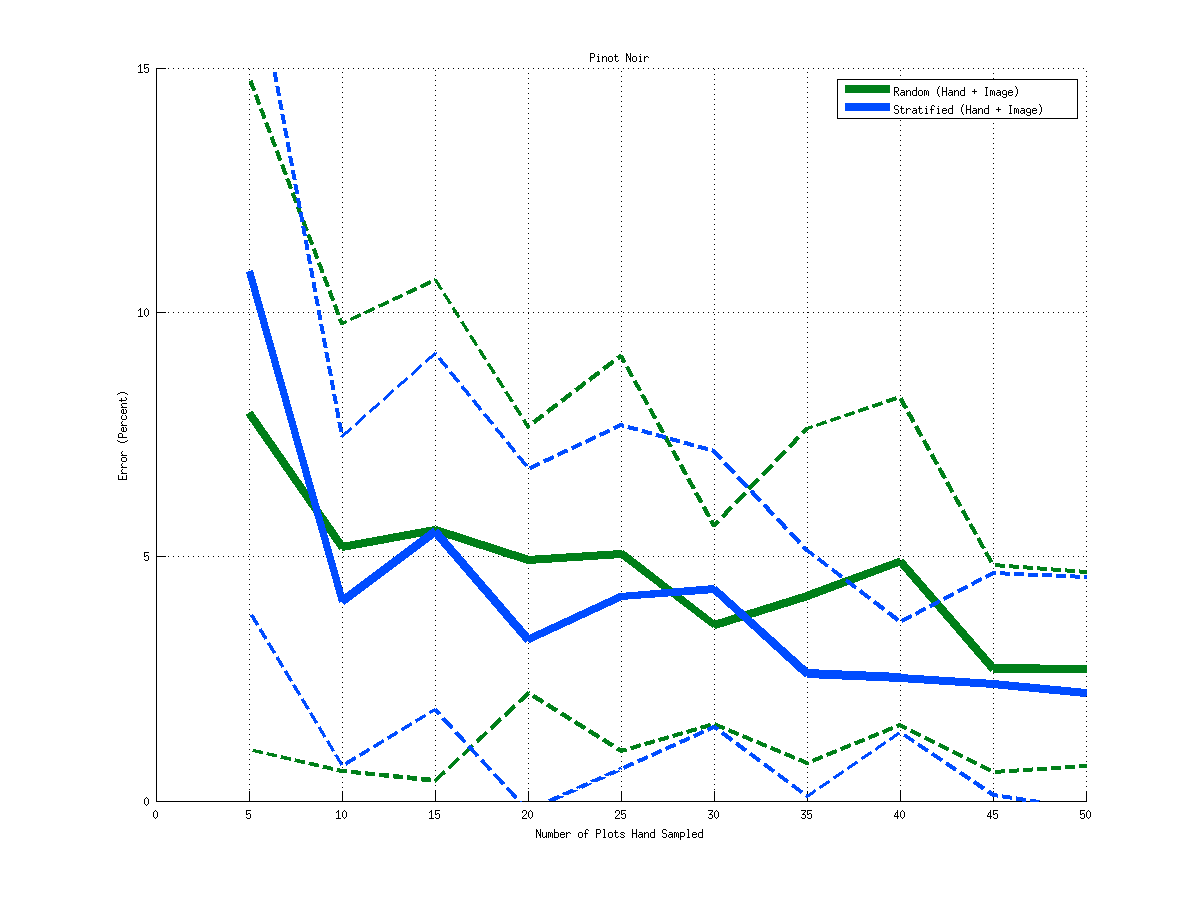 Pinot Noir
15
10
5
0
Error (Percent)
Random (Hand + Image)
Stratified (Hand + Image)
0 5 10 15 20 25 30 35 40 45 50
Number of Plots Hand Sampled